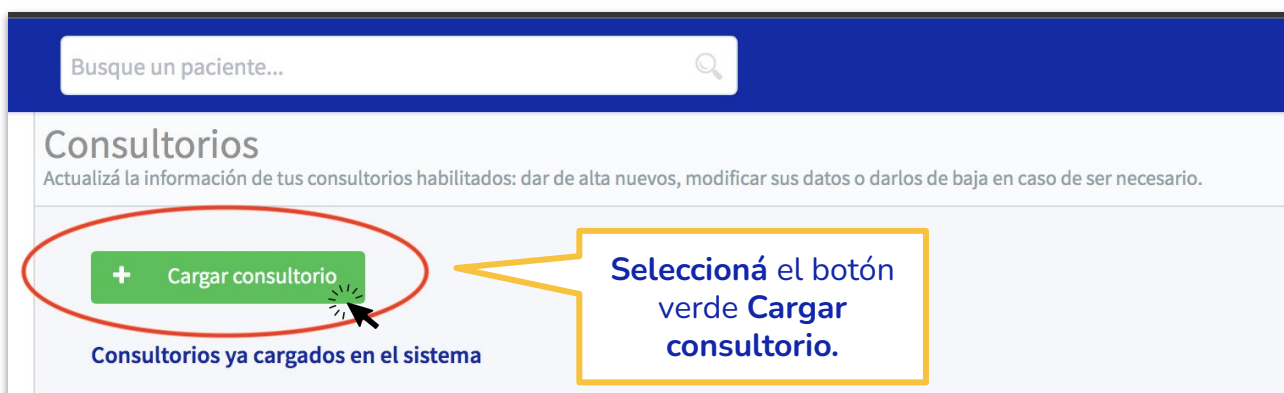 Busque un paciente...
Consultorios
Actualizá la información de tus consultorios habilitados: dar de alta nuevos, modificar sus datos o darlos de baja en caso de ser necesario.
+ Cargar consultorio
Seleccioná el botón
verde Cargar
consultorio.
Consultorios ya cargados en el sistema